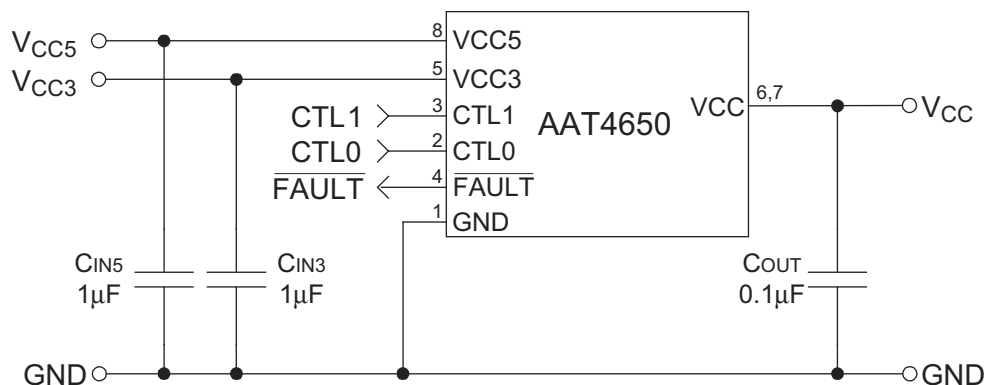 VCC5
VCC3
CTL1
CTL0
FAULT
8
5
3
2
4
1
VCC5
VCC3
CTL1
CTL0
FAULT
GND
AAT4650
VCC
6,7
VCC
CIN5
1μF
CIN3
1μF
COUT
0.1μF
GND
GND